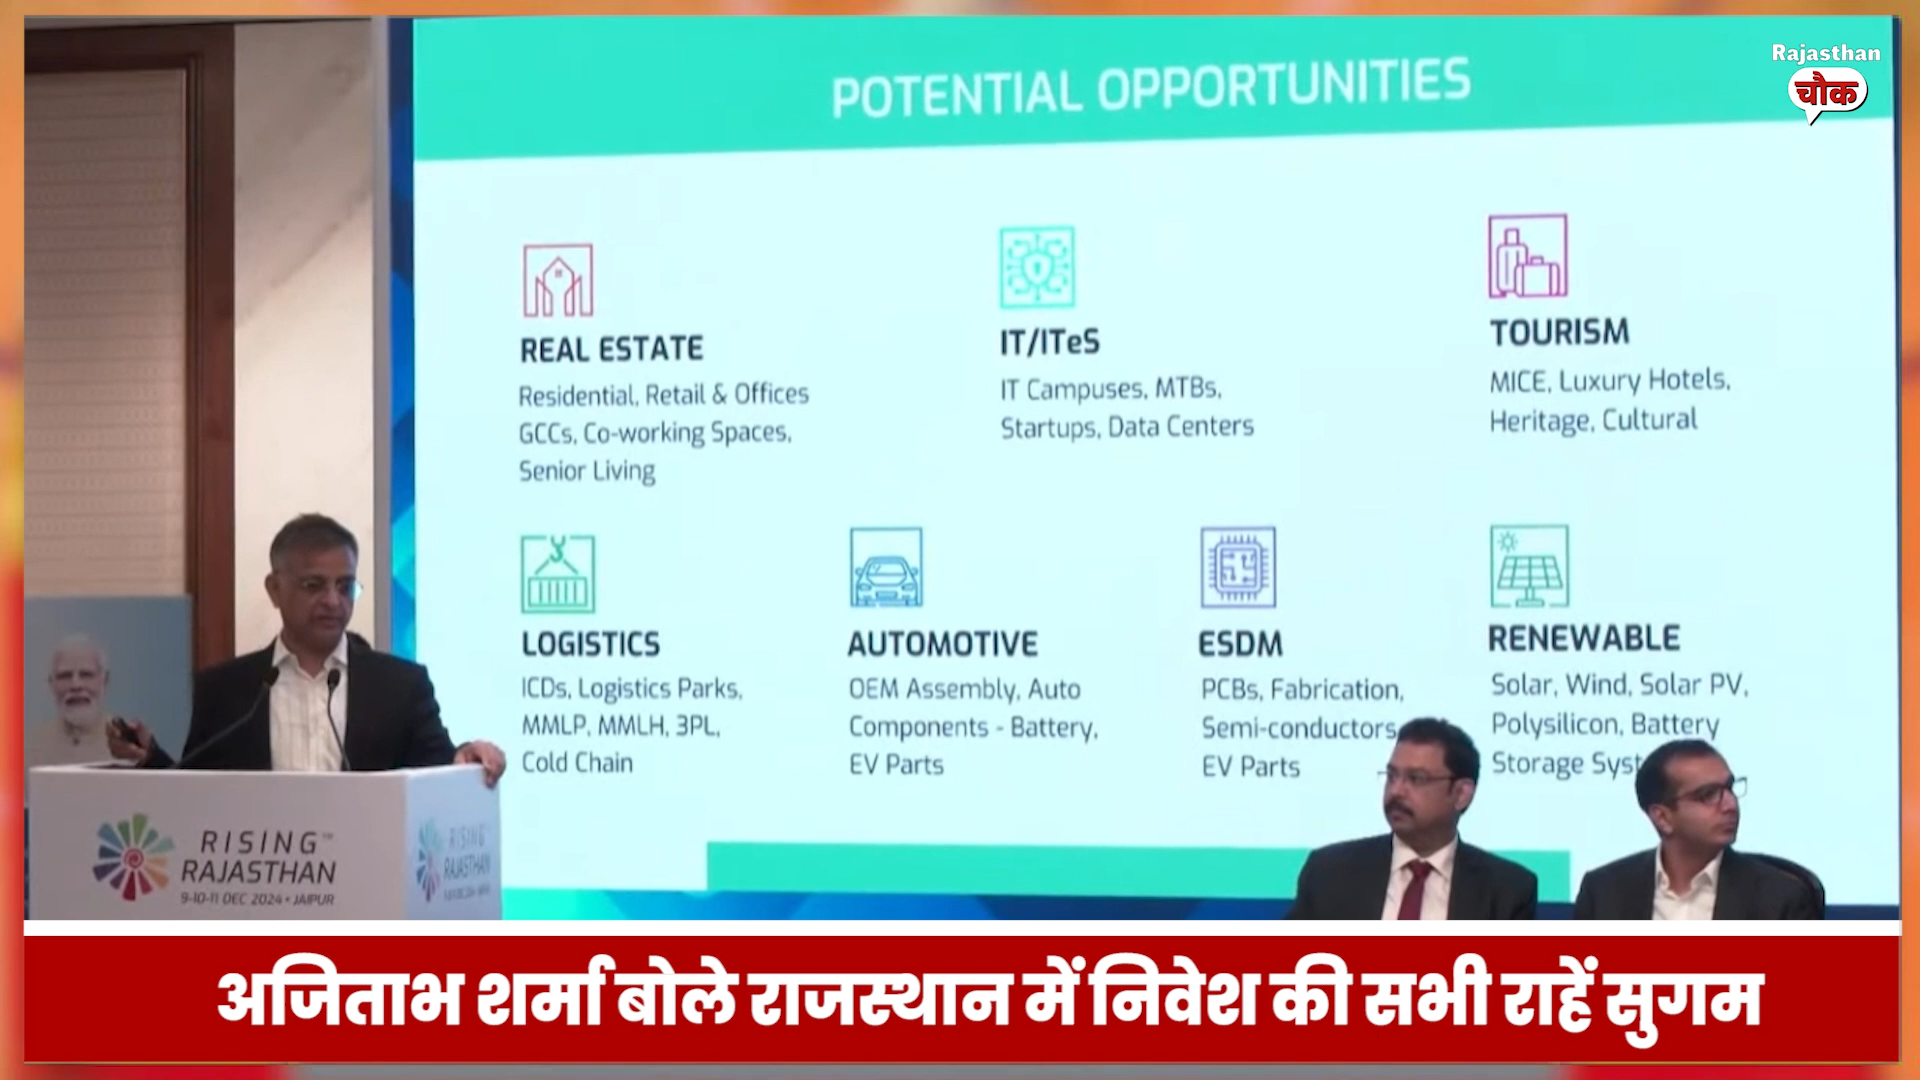 Rajasthan
चौक
POTENTIAL OPPORTUNITIES
REAL ESTATE
Residential, Retail & Offices
GCCs, Co-working Spaces,
Senior Living
IT/ITeS
IT Campuses, MTBs,
Startups, Data Centers
TOURISM
MICE, Luxury Hotels,
Heritage, Cultural
LOGISTICS
ICDs, Logistics Parks,
MMLP, MMLH, 3PL,
Cold Chain
AUTOMOTIVE
OEM Assembly, Auto
Components - Battery,
EV Parts
ESDM
PCBs, Fabrication,
Semi-conductors
EV Parts
RENEWABLE
Solar, Wind, Solar PV,
Polysilicon, Battery
Storage
RISING™
RAJASTHAN
9-10-11 DEC 2024 • JAIPUR
RISING
RAJASTHAN
अजिताभ शर्मा बोले राजस्थान में निवेश की सभी राहें सुगम